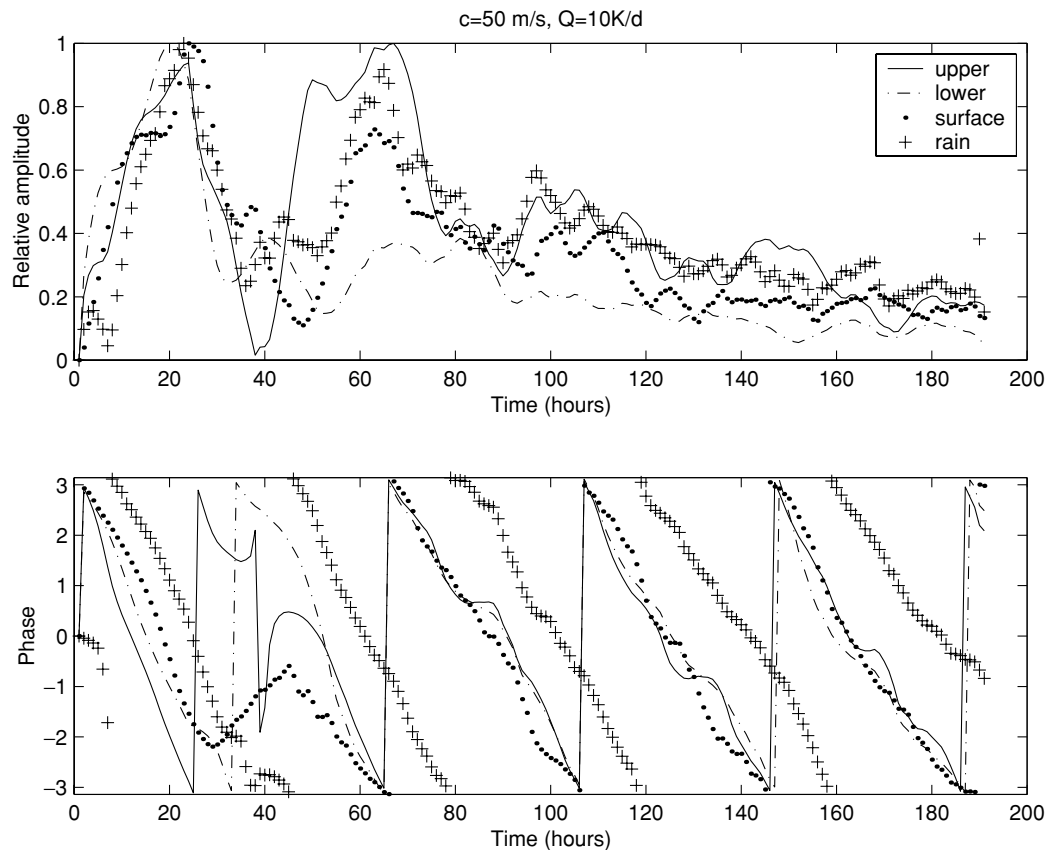 c=50 m/s, Q=10K/d
1
0.8
0.6
0.4
0.2
0
Relative amplitude
upper
lower
surface
rain
0 20 40 60 80 100 120 140 160 180 200
Time (hours)
3
2
1
0
−1
−2
−3
Phase
0 20 40 60 80 100 120 140 160 180 200
Time (hours)